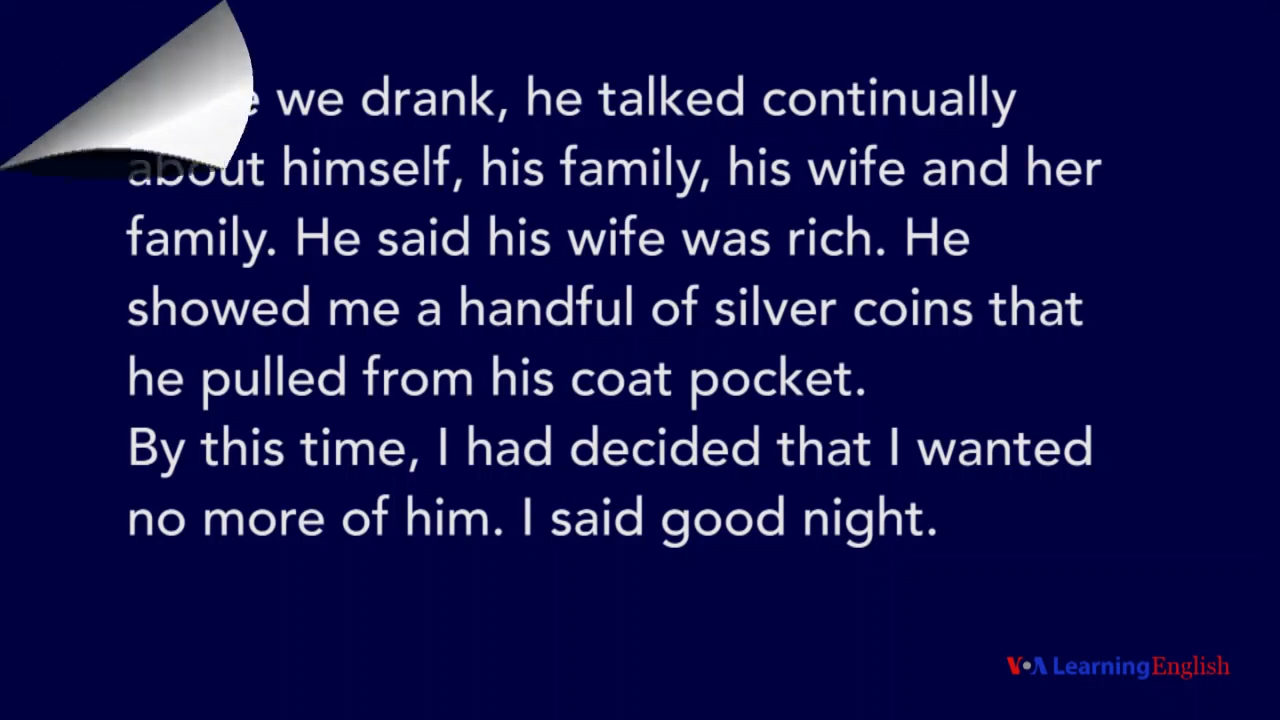 we drank, he talked continually
about himself, his family, his wife and her
family. He said his wife was rich. He
showed me a handful of silver coins that
he pulled from his coat pocket.
By this time, I had decided that I wanted
no more of him. I said good night.
VOA Learning English